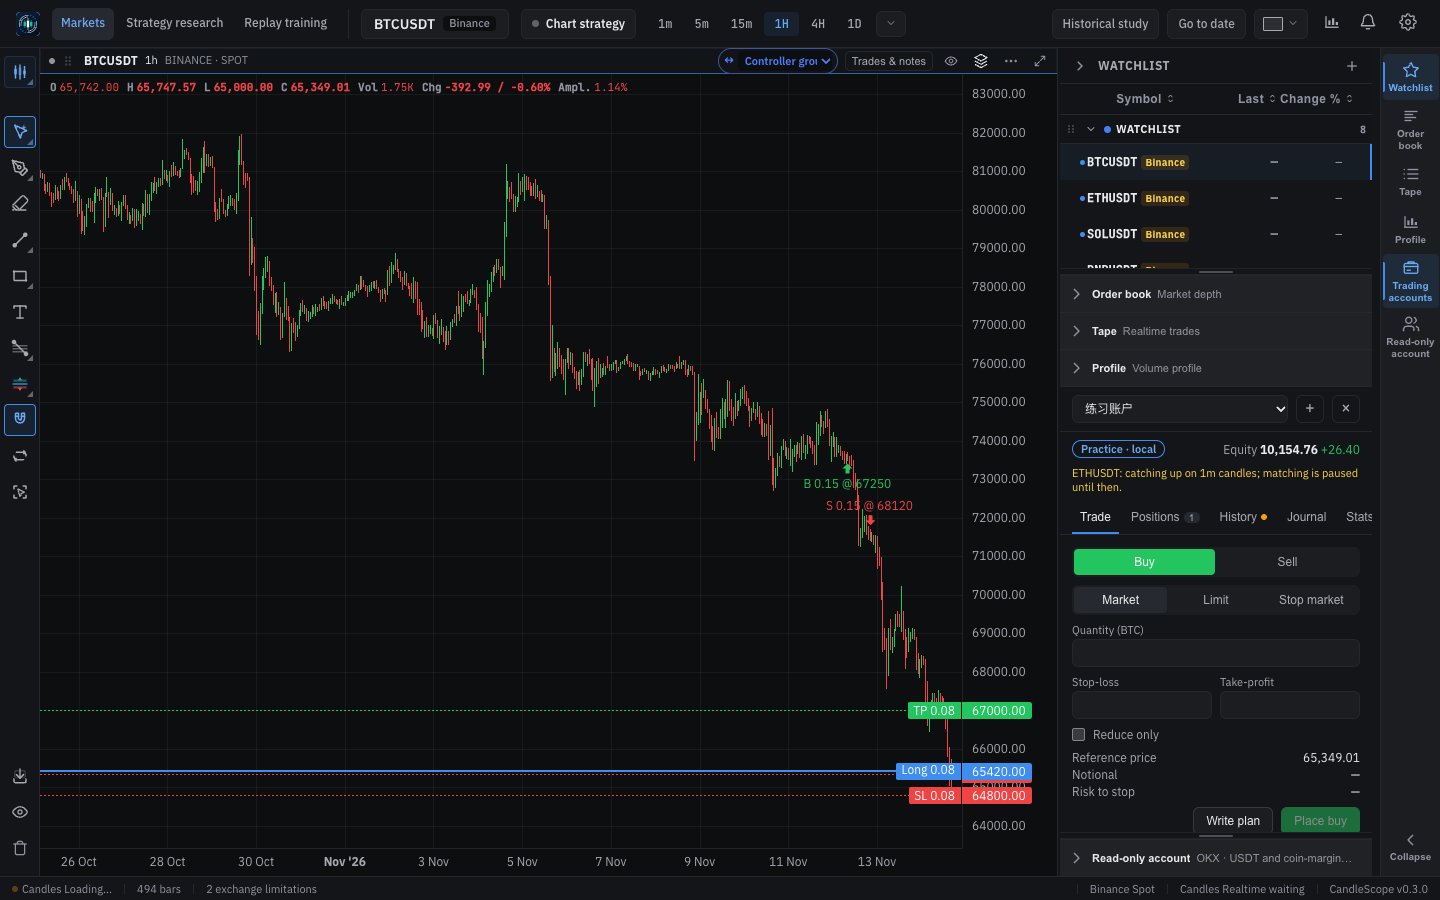 Markets
Strategy research
Replay training
BTCUSDT Binance
Chart strategy
1m 5m 15m 1H 4H 1D
Historical study
Go to date
BTCUSDT 1h BINANCE · SPOT
Controller grou
Trades & notes
O 65,742.00 H 65,747.57 L 65,000.00 C 65,349.01 Vol 1.75K Chg -392.99 / -0.60% Ampl. 1.14%
83000.00
82000.00
81000.00
80000.00
79000.00
78000.00
77000.00
76000.00
75000.00
74000.00
73000.00
72000.00
71000.00
70000.00
69000.00
68000.00
66000.00
64000.00
B 0.15 @ 67250
S 0.15 @ 68120
TP 0.08 67000.00
Long 0.08 65420.00
SL 0.08 64800.00
26 Oct
28 Oct
30 Oct
Nov '26
3 Nov
5 Nov
7 Nov
9 Nov
11 Nov
13 Nov
WATCHLIST
Symbol Last Change %
WATCHLIST 8
BTCUSDT Binance – –
ETHUSDT Binance – –
SOLUSDT Binance – –
Order book Market depth
Tape Realtime trades
Profile Volume profile
练习账户
Practice · local
Equity 10,154.76 +26.40
ETHUSDT: catching up on 1m candles; matching is paused
until then.
Trade
Positions 1
History
Journal
Stats
Buy
Sell
Market
Limit
Stop market
Quantity (BTC)
Stop-loss
Take-profit
Reduce only
Reference price 65,349.01
Notional –
Risk to stop –
Write plan
Place buy
Read-only account OKX · USDT and coin-margin...
Watchlist
Order
book
Tape
Profile
Trading
accounts
Read-only
account
Collapse
Candles Loading...
494 bars
2 exchange limitations
Binance Spot
Candles Realtime waiting
CandleScope v0.3.0